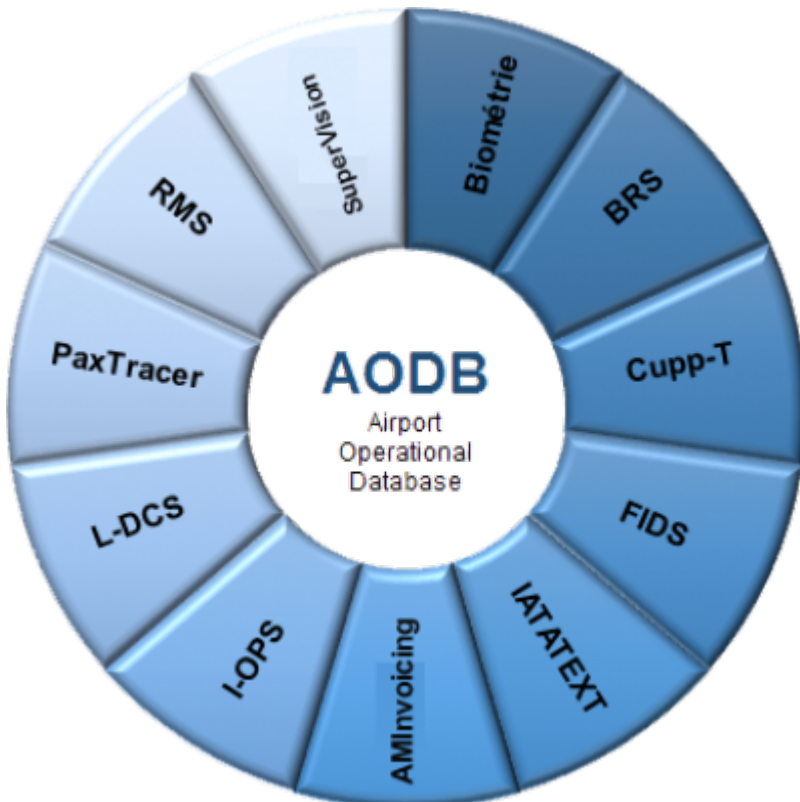 AODB
Airport
Operational
Database
Biométrie
BRS
Cupp-T
FIDS
IATATEXT
AMInvoicing
I-OPS
L-DCS
PaxTracer
RMS
SuperVision